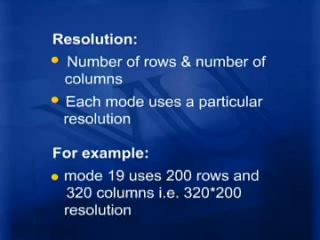 Resolution:
Number of rows & number of
columns
Each mode uses a particular
resolution
For example:
mode 19 uses 200 rows and
320 columns i.e. 320*200
resolution